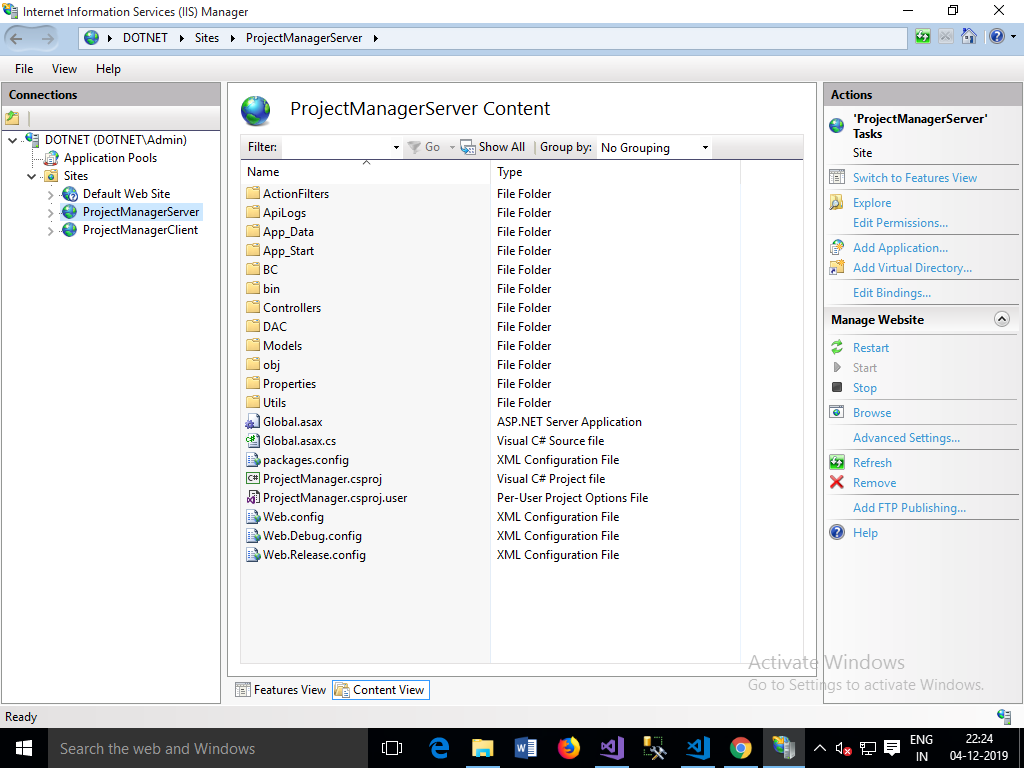 Internet Information Services (IIS) Manager
DOTNET
Sites
ProjectManagerServer
File View Help
Connections
DOTNET (DOTNET\Admin)
Application Pools
Sites
Default Web Site
ProjectManagerServer
ProjectManagerClient
ProjectManagerServer Content
Filter: Go Show All Group by: No Grouping
Name Type
ActionFilters File Folder
ApiLogs File Folder
App_Data File Folder
App_Start File Folder
BC File Folder
bin File Folder
Controllers File Folder
DAC File Folder
Models File Folder
obj File Folder
Properties File Folder
Utils File Folder
Global.asax ASP.NET Server Application
Global.asax.cs Visual C# Source file
packages.config XML Configuration File
C# ProjectManager.csproj Visual C# Project file
ProjectManager.csproj.user Per-User Project Options File
Web.config XML Configuration File
Web.Debug.config XML Configuration File
Web.Release.config XML Configuration File
Features View Content View
Actions
'ProjectManagerServer' Tasks
Site
Switch to Features View
Explore
Edit Permissions...
Add Application...
Add Virtual Directory...
Edit Bindings...
Manage Website
Restart
Start
Stop
Browse
Advanced Settings...
Refresh
Remove
Add FTP Publishing...
Help
Activate Windows
Go to Settings to activate Windows.
Ready
Search the web and Windows
ENG
IN
22:24
04-12-2019